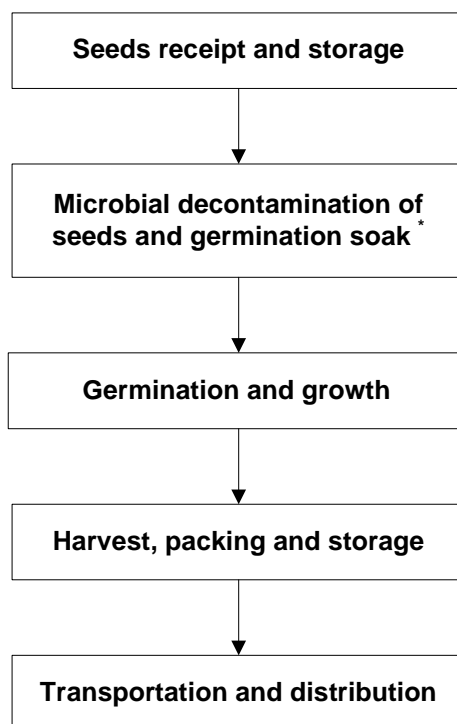 Seeds receipt and storage
Microbial decontamination of
seeds and germination soak *
Germination and growth
Harvest, packing and storage
Transportation and distribution